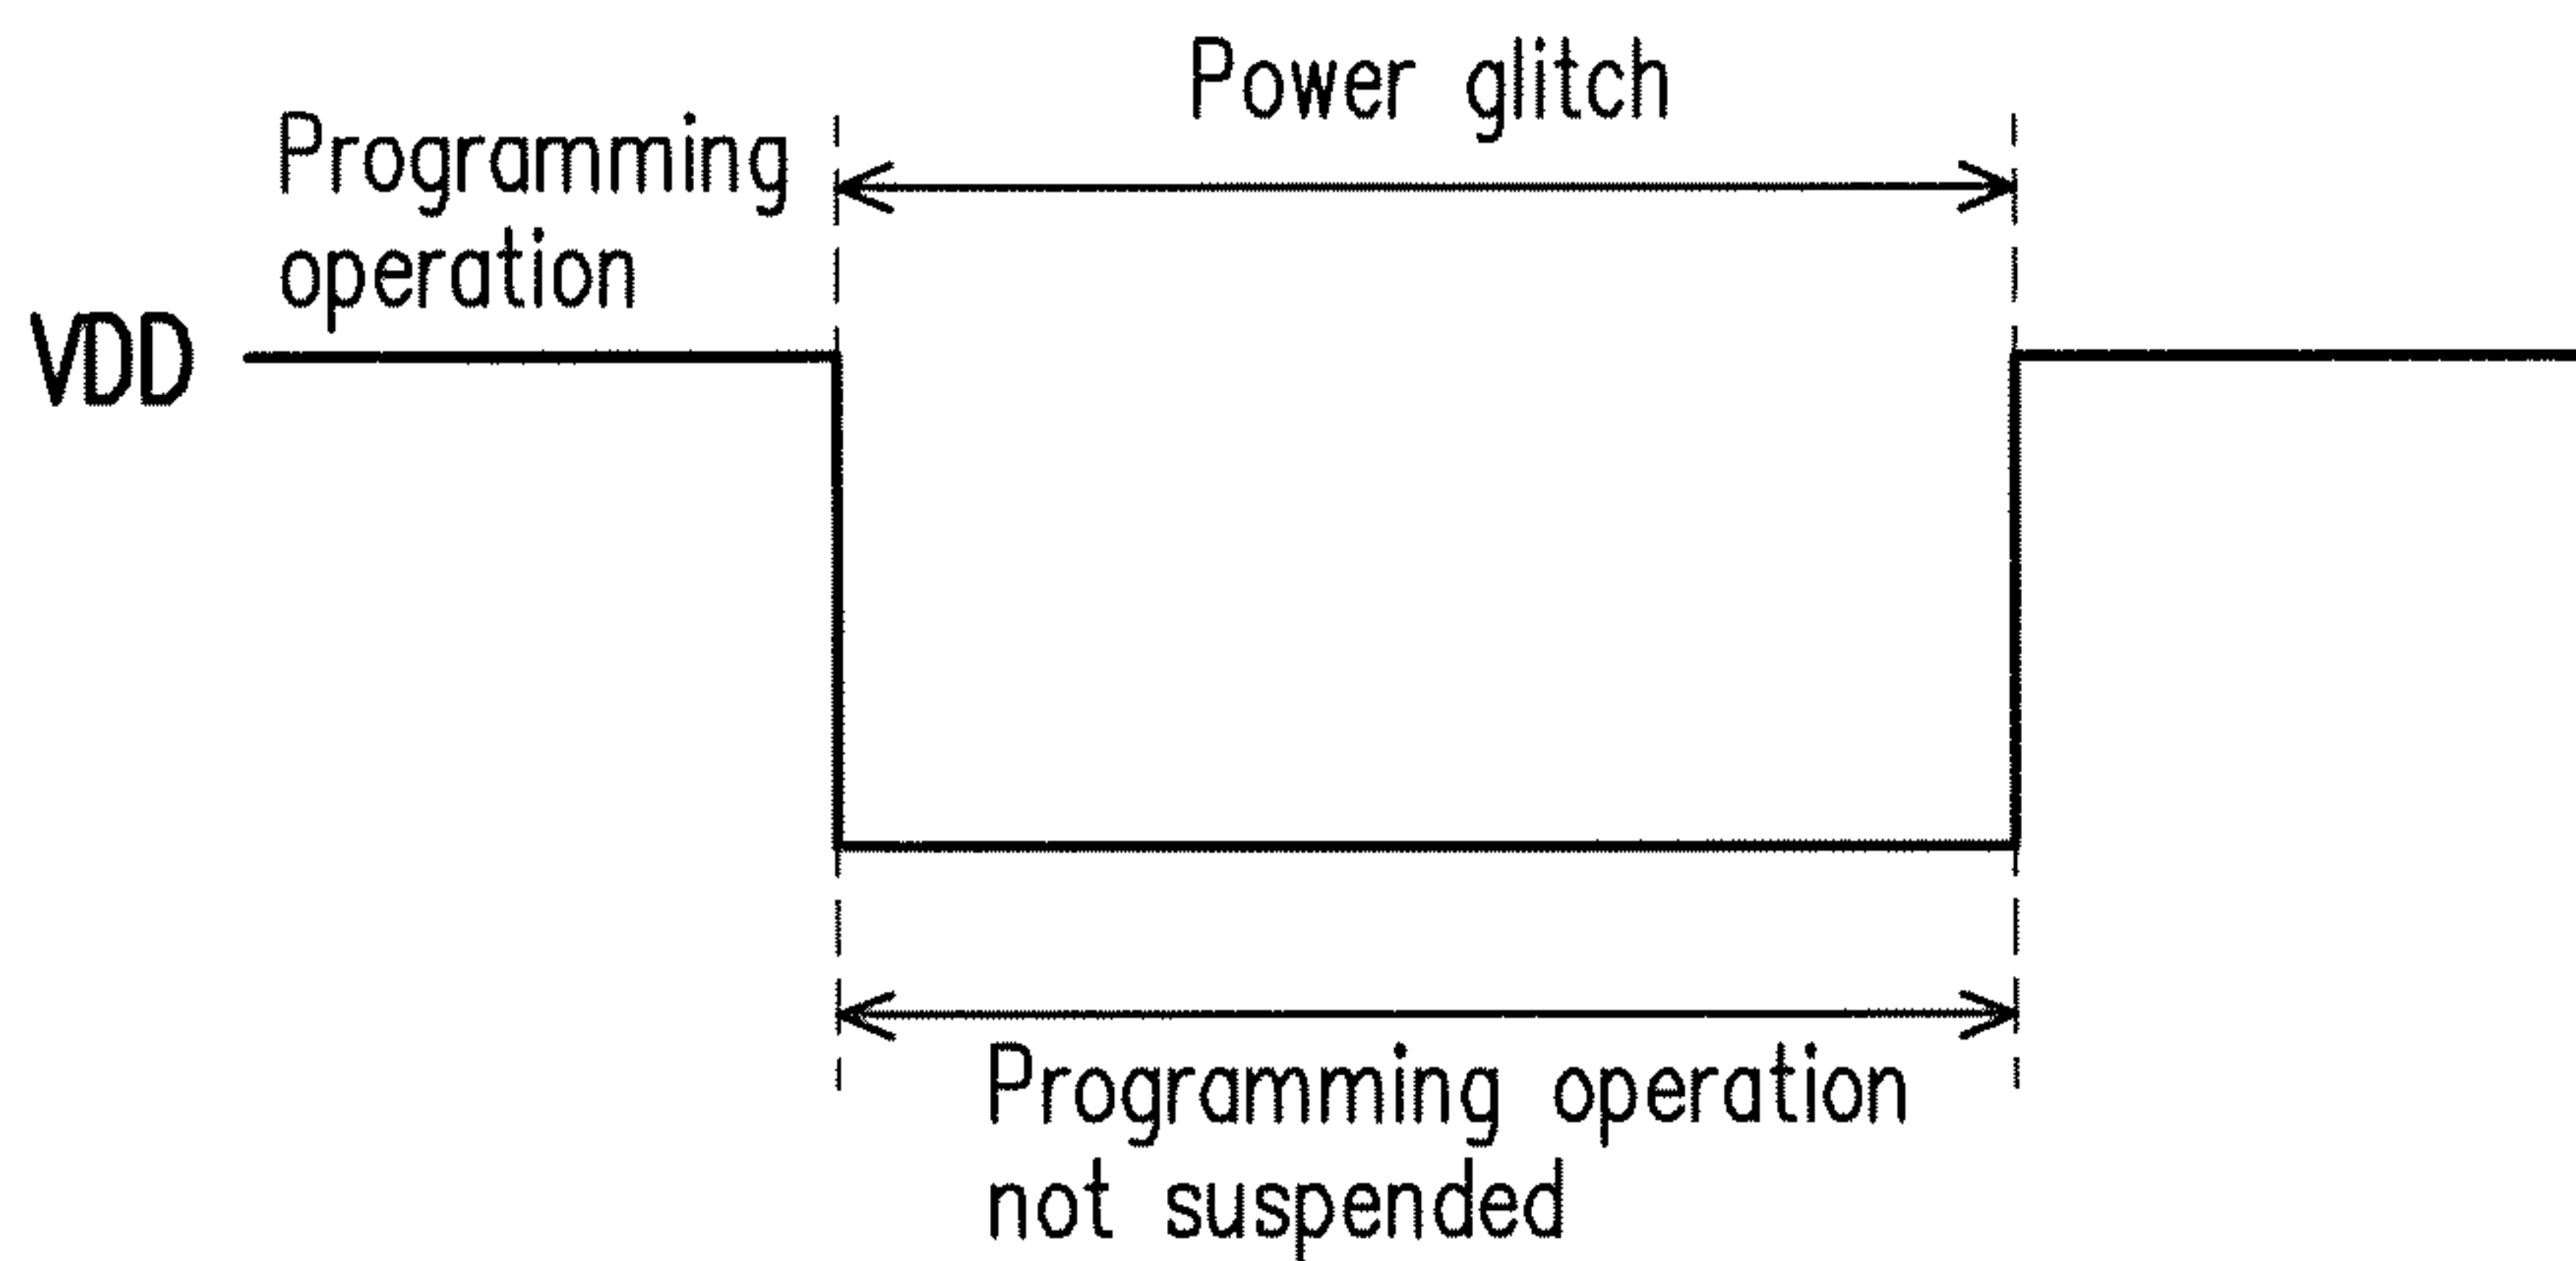 Power glitch
Programming
operation
VDD
Programming operation
not suspended